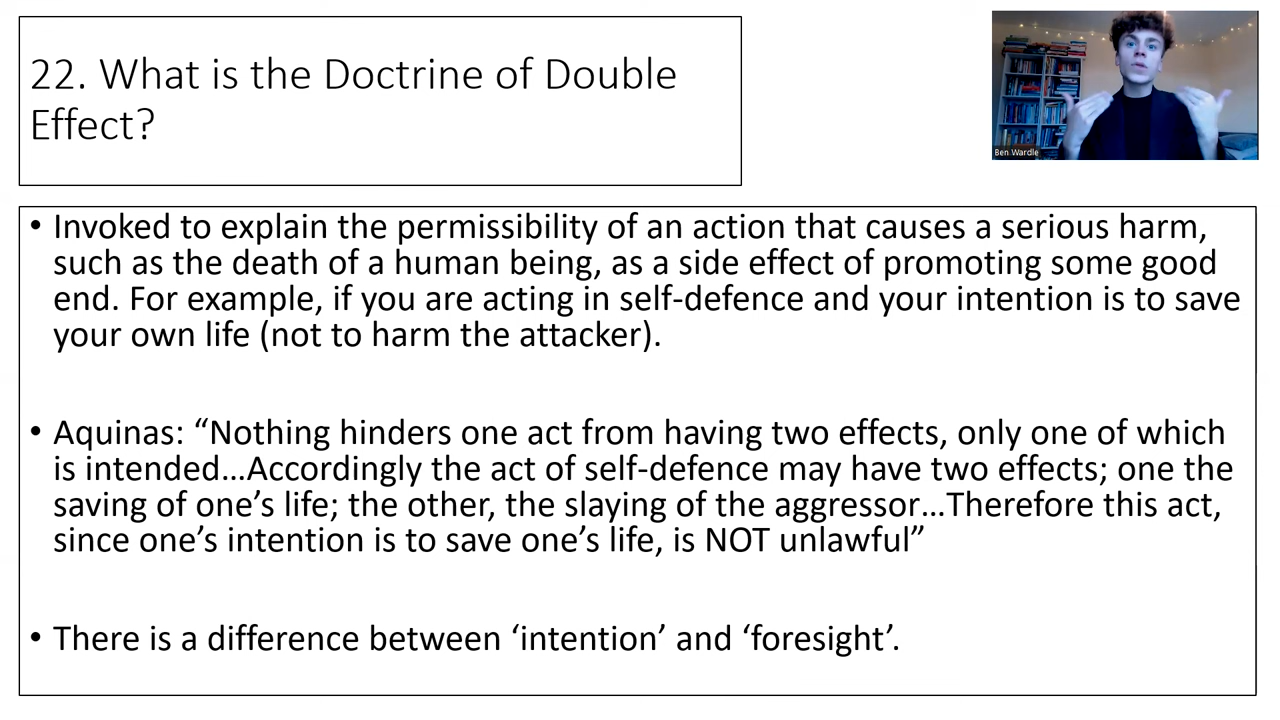 22. What is the Doctrine of Double
Effect?
Ben Wardle
• Invoked to explain the permissibility of an action that causes a serious harm,
such as the death of a human being, as a side effect of promoting some good
end. For example, if you are acting in self-defence and your intention is to save
your own life (not to harm the attacker).
• Aquinas: “Nothing hinders one act from having two effects, only one of which
is intended…Accordingly the act of self-defence may have two effects; one the
saving of one’s life; the other, the slaying of the aggressor…Therefore this act,
since one’s intention is to save one’s life, is NOT unlawful”
• There is a difference between ‘intention’ and ‘foresight’.